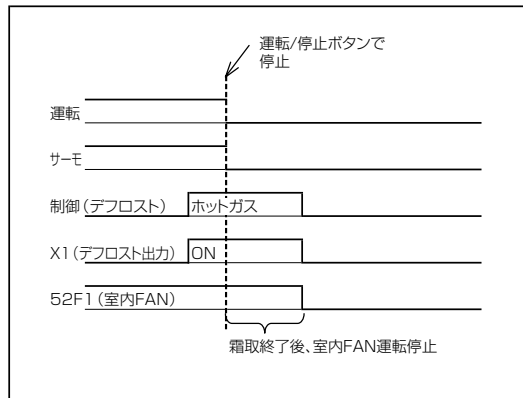 運転/停止ボタンで
停止
運転
サーモ
制御(デフロスト) ホットガス
X1(デフロスト出力) ON
52F1(室内FAN)
霜取終了後、室内FAN運転停止